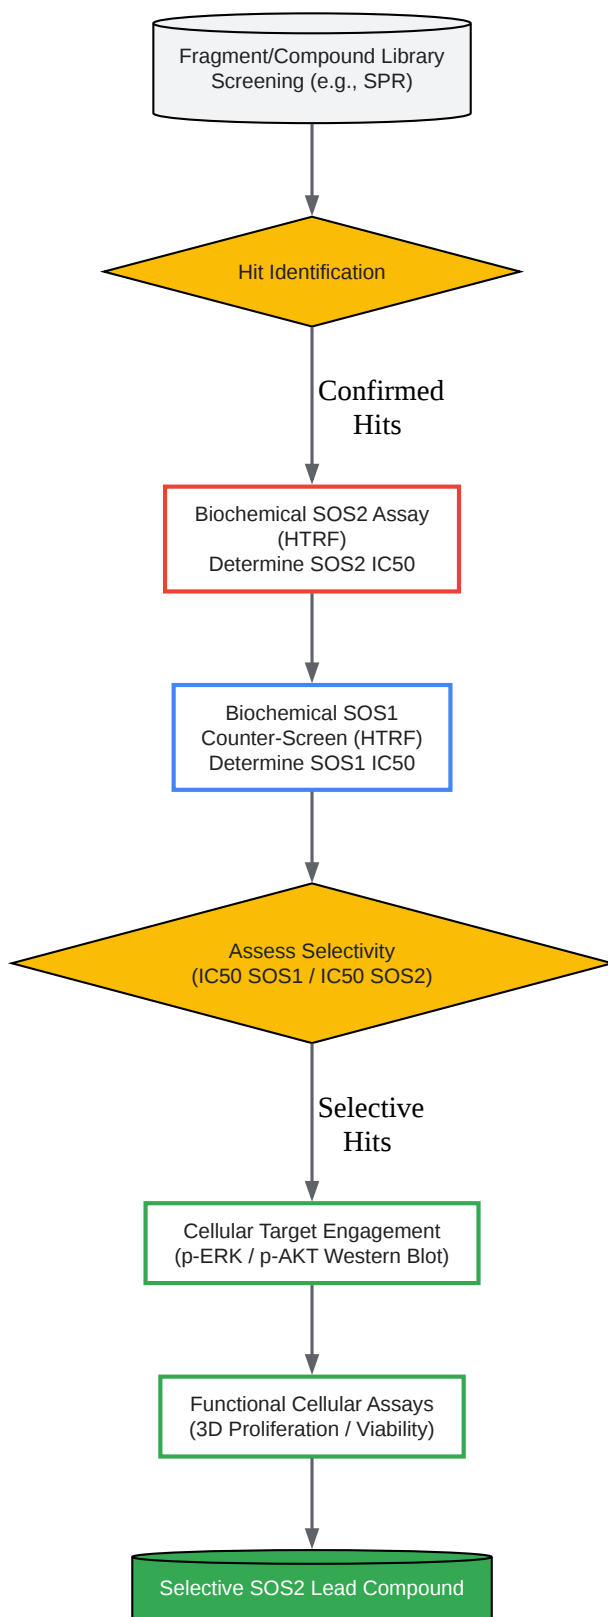 Fragment/Compound Library
Screening (e.g., SPR)
Hit Identification
Confirmed
Hits
Biochemical SOS2 Assay
(HTRF)
Determine SOS2 IC50
Biochemical SOS1
Counter-Screen (HTRF)
Determine SOS1 IC50
Assess Selectivity
(IC50 SOS1 / IC50 SOS2)
Selective
Hits
Cellular Target Engagement
(p-ERK / p-AKT Western Blot)
Functional Cellular Assays
(3D Proliferation / Viability)
Selective SOS2 Lead Compound